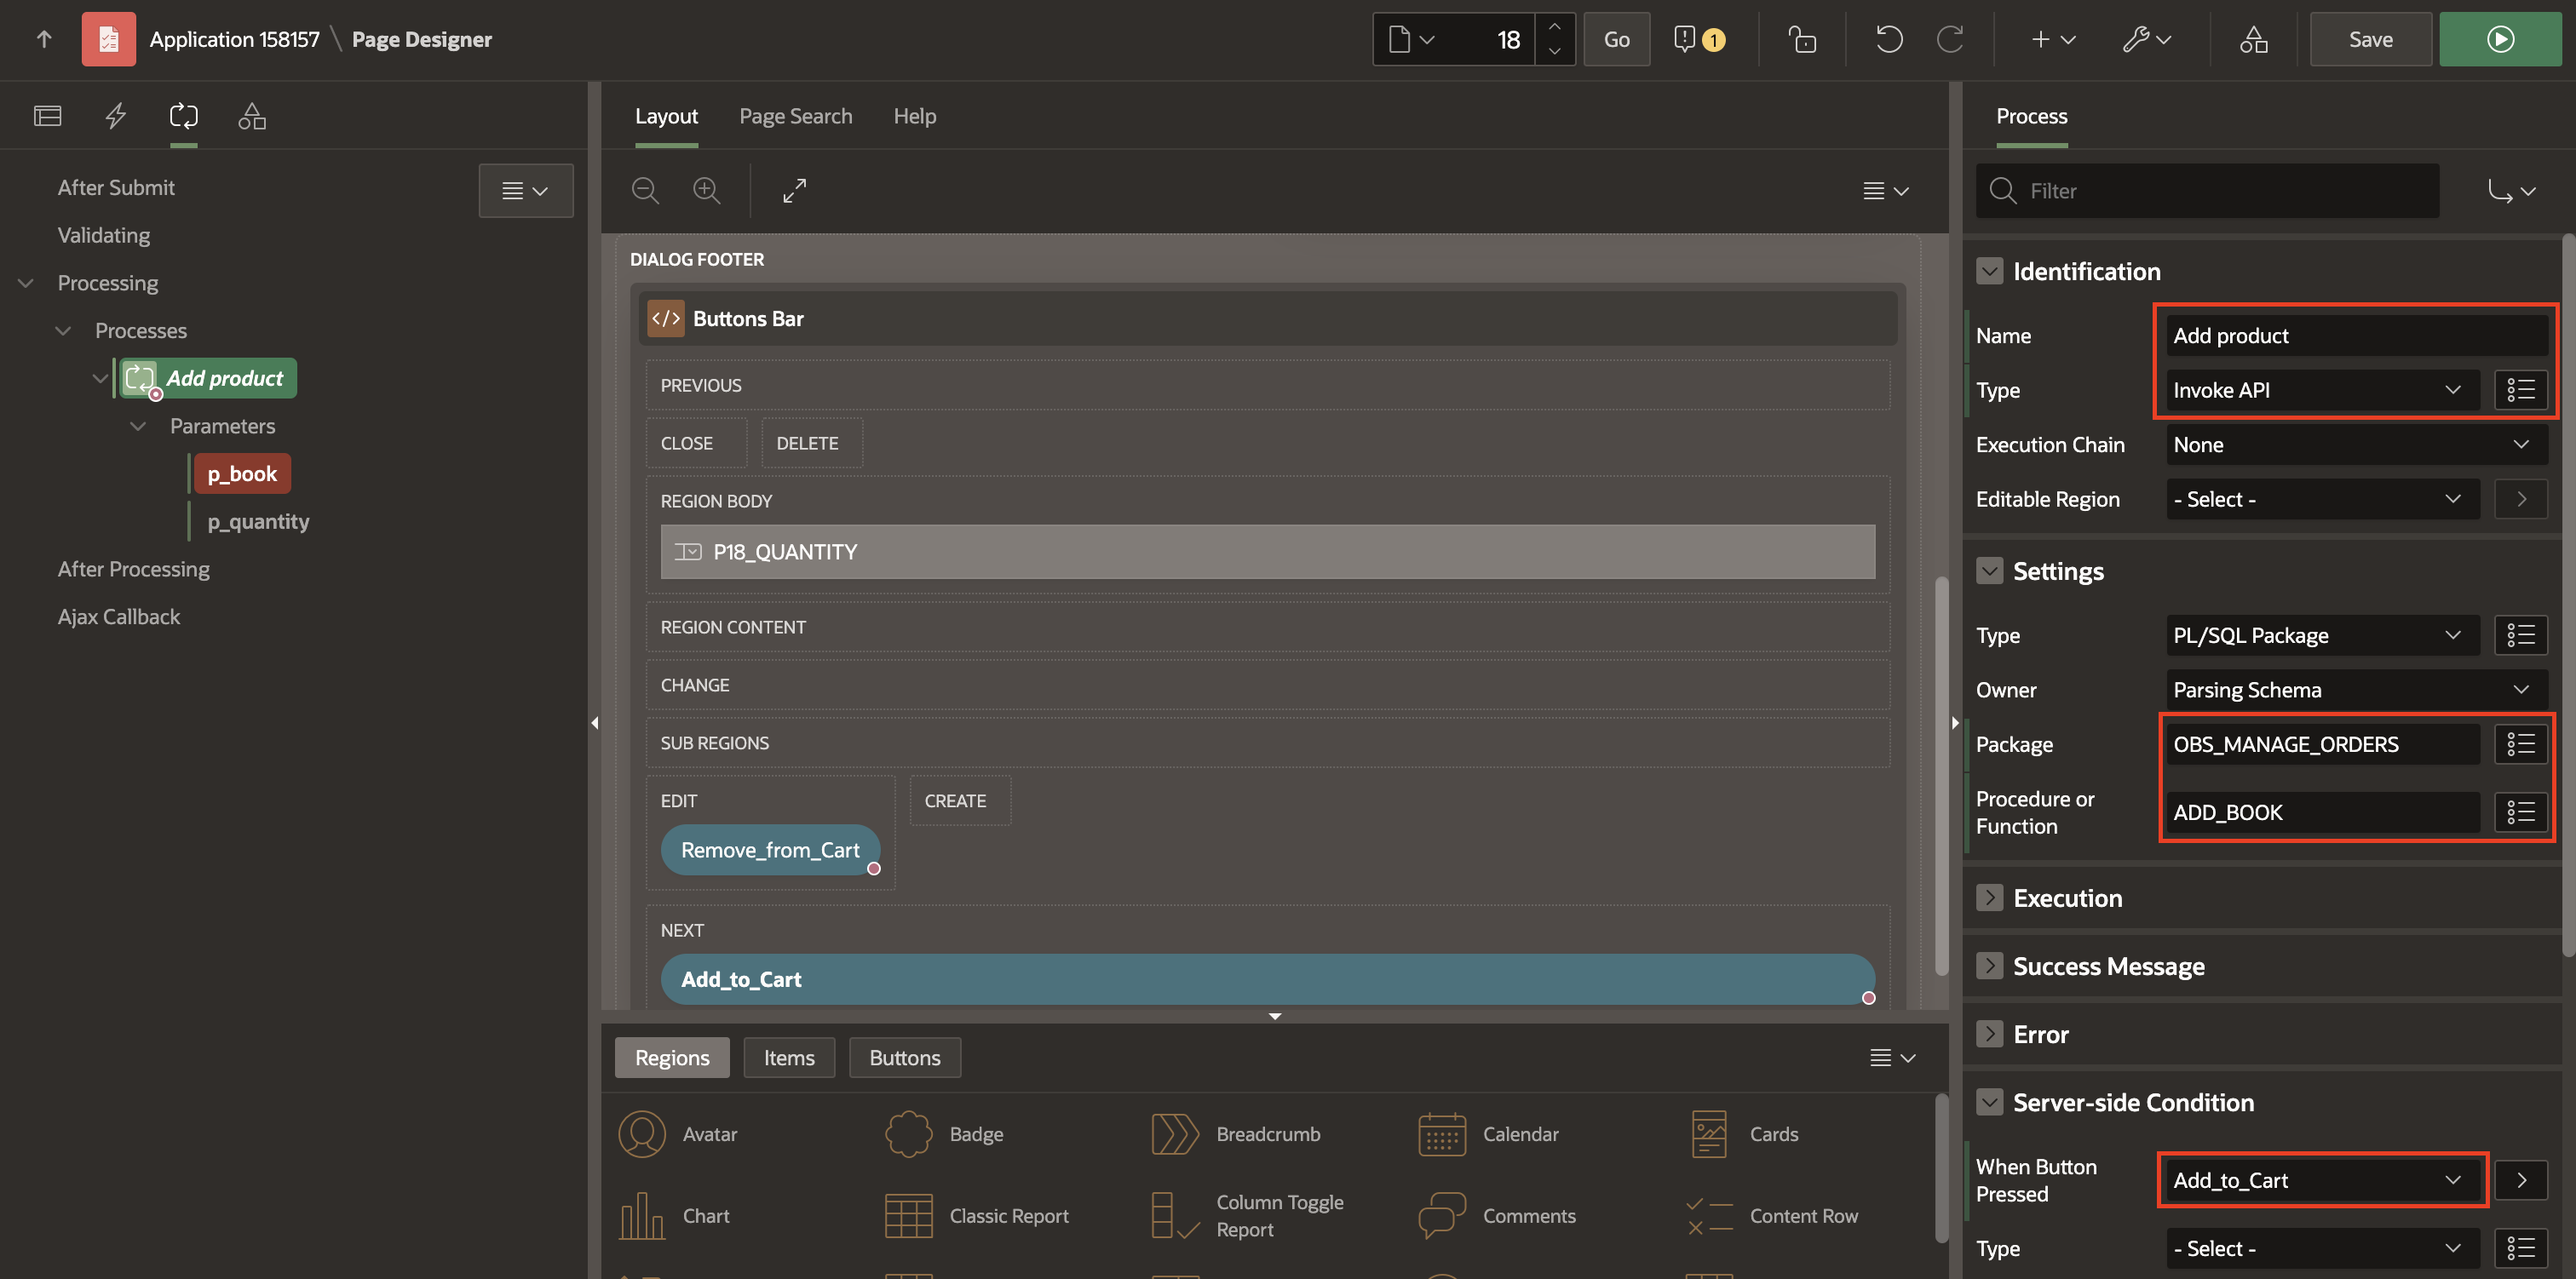 Application 158157 \ Page Designer
18
Go
1
Save
After Submit
Validating
Processing
Processes
Add product
Parameters
p_book
p_quantity
After Processing
Ajax Callback
Layout
Page Search
Help
DIALOG FOOTER
</> Buttons Bar
PREVIOUS
CLOSE
DELETE
REGION BODY
P18_QUANTITY
REGION CONTENT
CHANGE
SUB REGIONS
EDIT
CREATE
Remove_from_Cart
NEXT
Add_to_Cart
Regions
Items
Buttons
Avatar
Badge
Breadcrumb
Calendar
Cards
Chart
Classic Report
Column Toggle
Report
Comments
Content Row
Process
Filter
Identification
Name
Add product
Type
Invoke API
Execution Chain
None
Editable Region
- Select -
Settings
Type
PL/SQL Package
Owner
Parsing Schema
Package
OBS_MANAGE_ORDERS
Procedure or
Function
ADD_BOOK
Execution
Success Message
Error
Server-side Condition
When Button
Pressed
Add_to_Cart
Type
- Select -